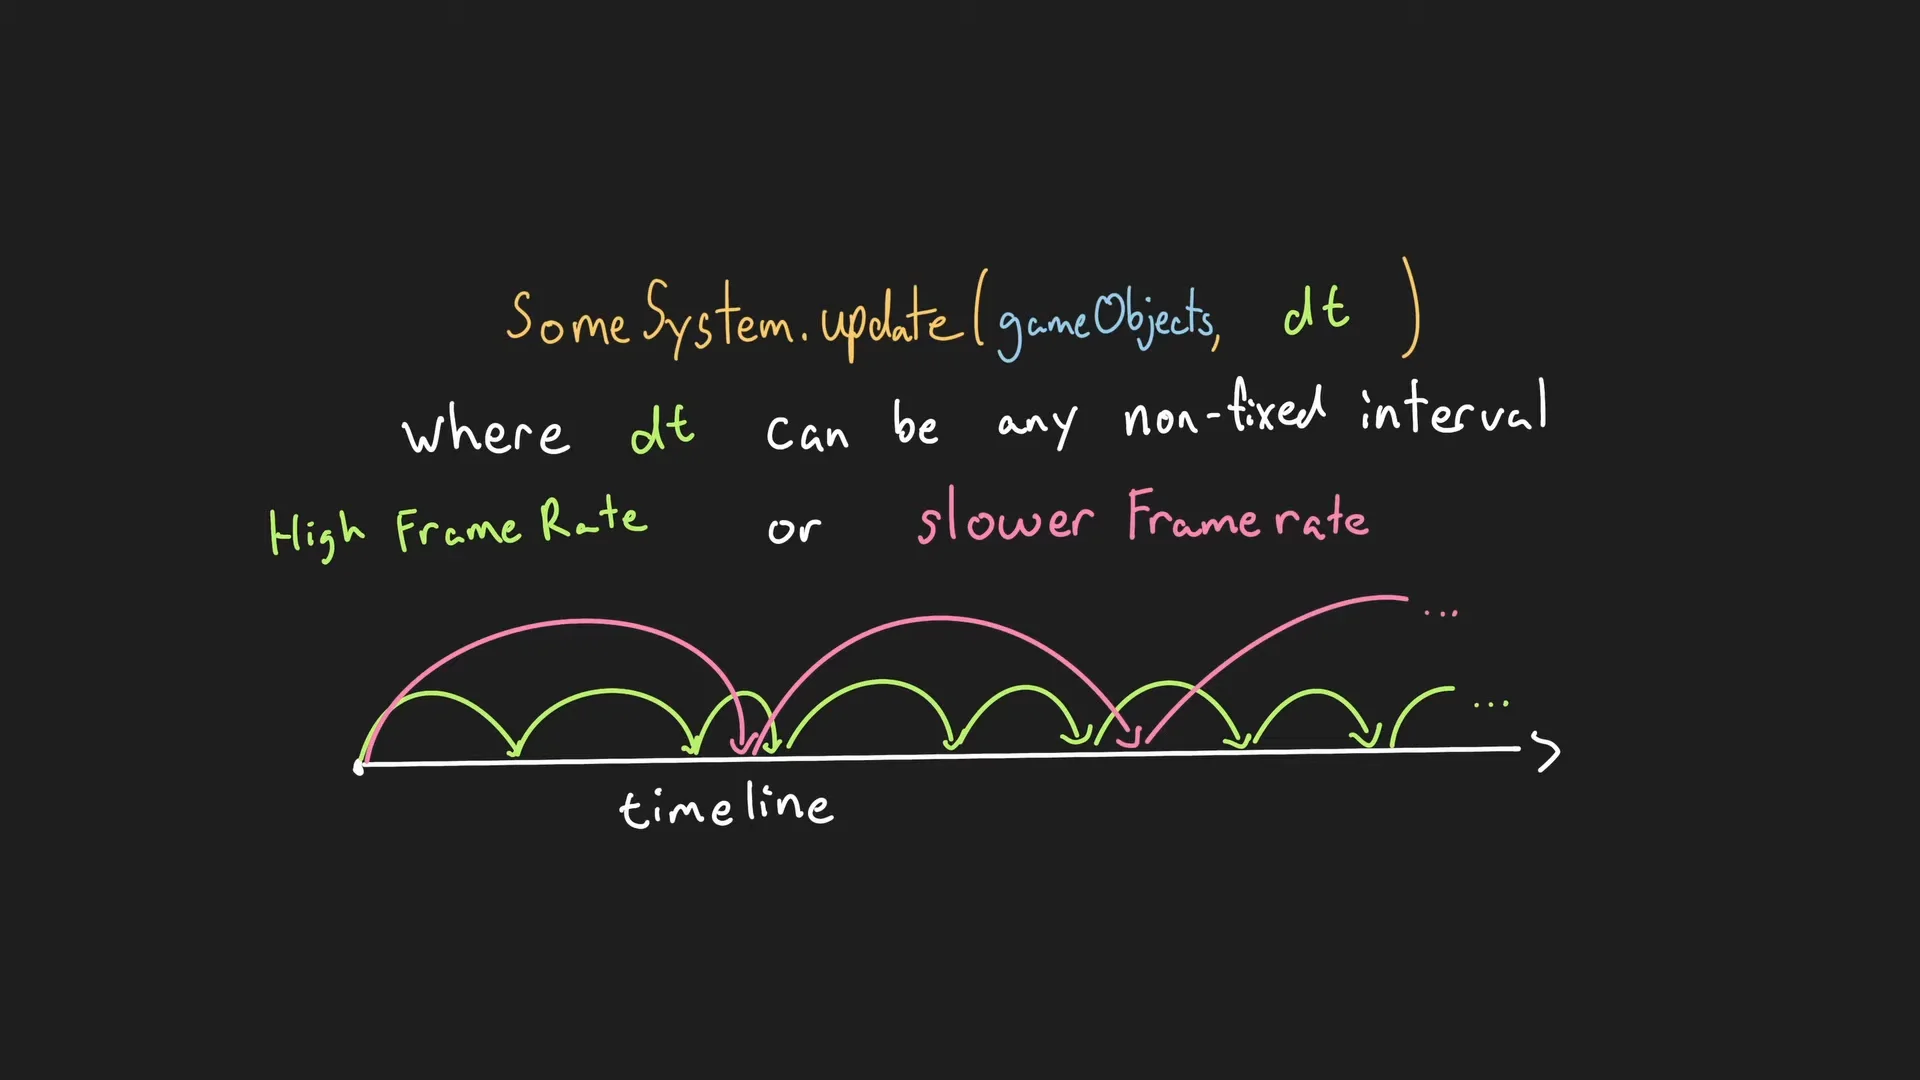 SomeSystem.update(gameObjects, dt )
where dt can be any non-fixed interval
High Frame Rate or slower Frame rate
...
...
timeline